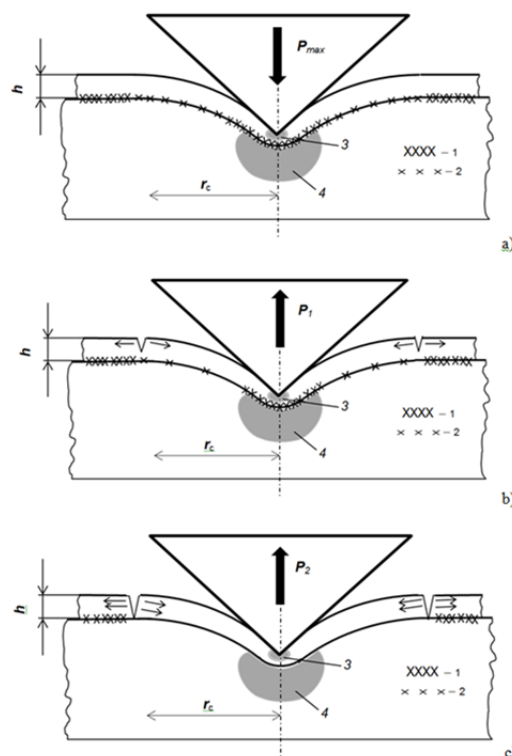 P_max
h
3
XXXX – 1
4
x x x – 2
r_c
a)
P_1
h
3
XXXX – 1
4
x x x – 2
r_c
b)
P_2
h
3
XXXX – 1
4
x x x – 2
r_c
c